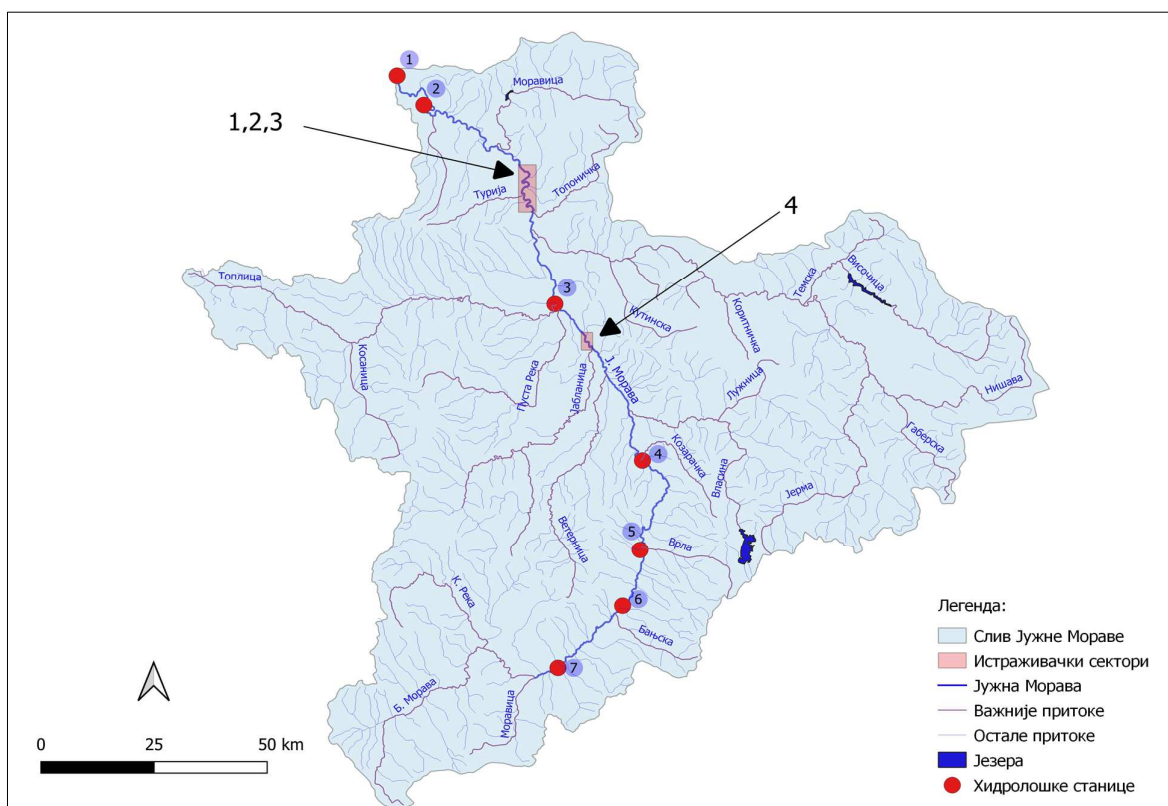 1
2
Моравица
1,2,3
Турија
Топоничка
4
Топлица
3
Темска
Височица
Кутинска
Коритничка
Косаница
Пуста Река
Јабланица
Ј. Морава
Лужница
Нишава
Габерска
4
Козарачка
Власина
Јерма
5
Ветерница
Врла
К. Река
6
Бањска
7
Б. Морава
Моравица
0
25
50 km
Легенда:
Слив Јужне Мораве
Истраживачки сектори
Јужна Морава
Важније притоке
Остале притоке
Језера
Хидролошке станице